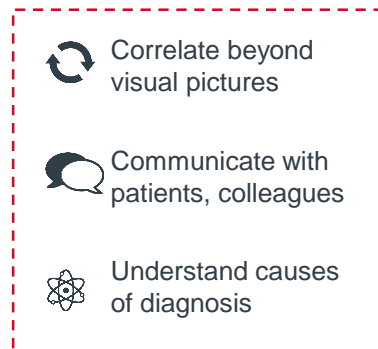 Correlate beyond
visual pictures
Communicate with
patients, colleagues
Understand causes
of diagnosis